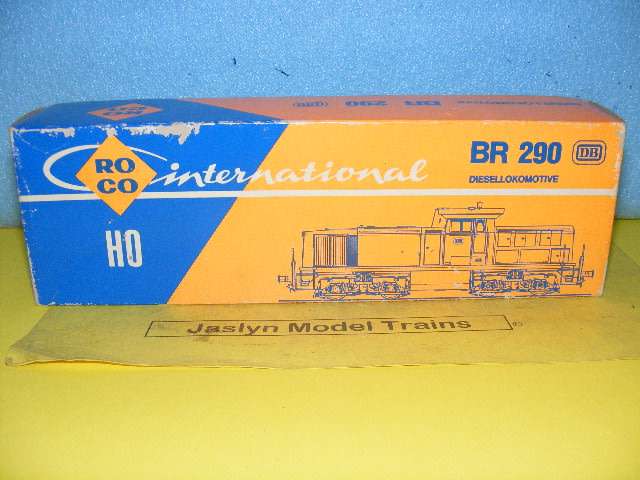 RO
CO
international
HO
BR 290 DB
DIESELLOKOMOTIVE
Jaslyn Model Trains